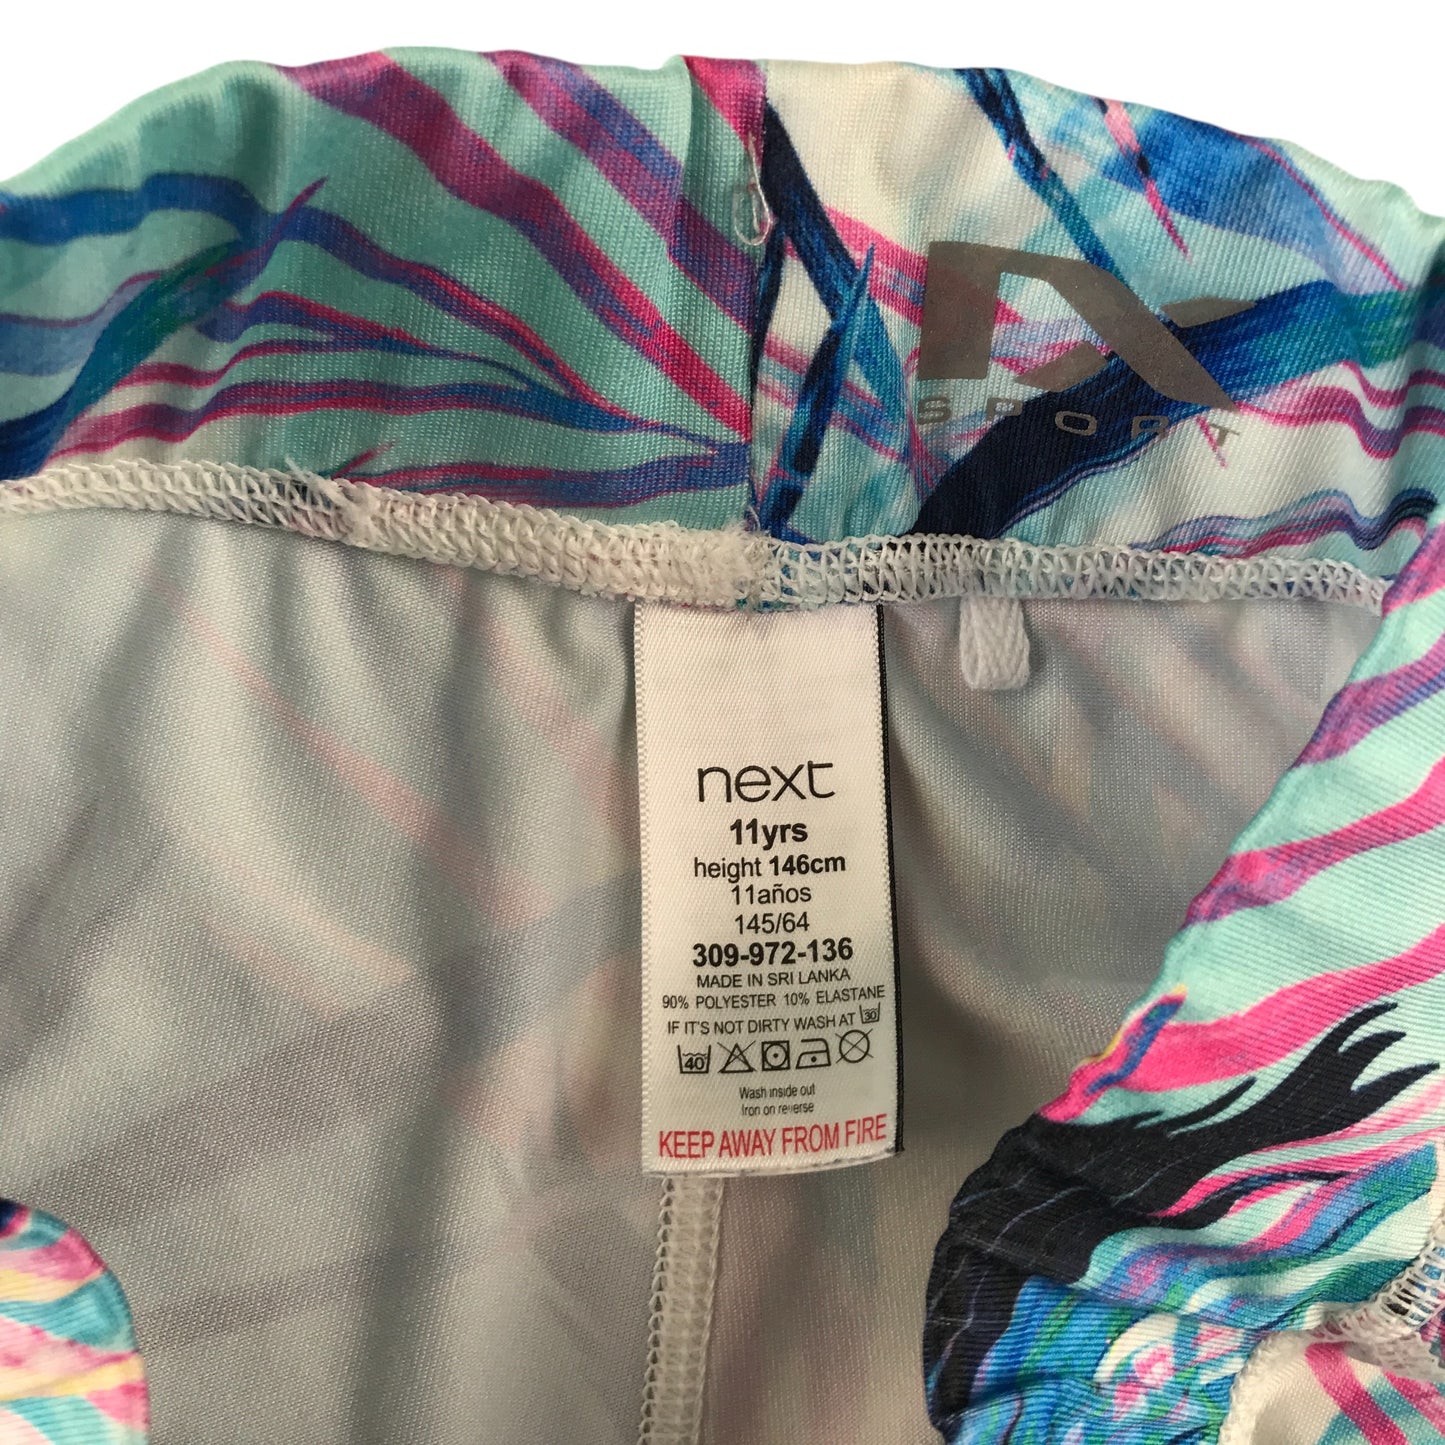 SPORT
next
11yrs
height 146cm
11años
145/64
309-972-136
MADE IN SRI LANKA
90% POLYESTER 10% ELASTANE
IF IT'S NOT DIRTY WASH AT 30
40
Wash inside out
Iron on reverse
KEEP AWAY FROM FIRE